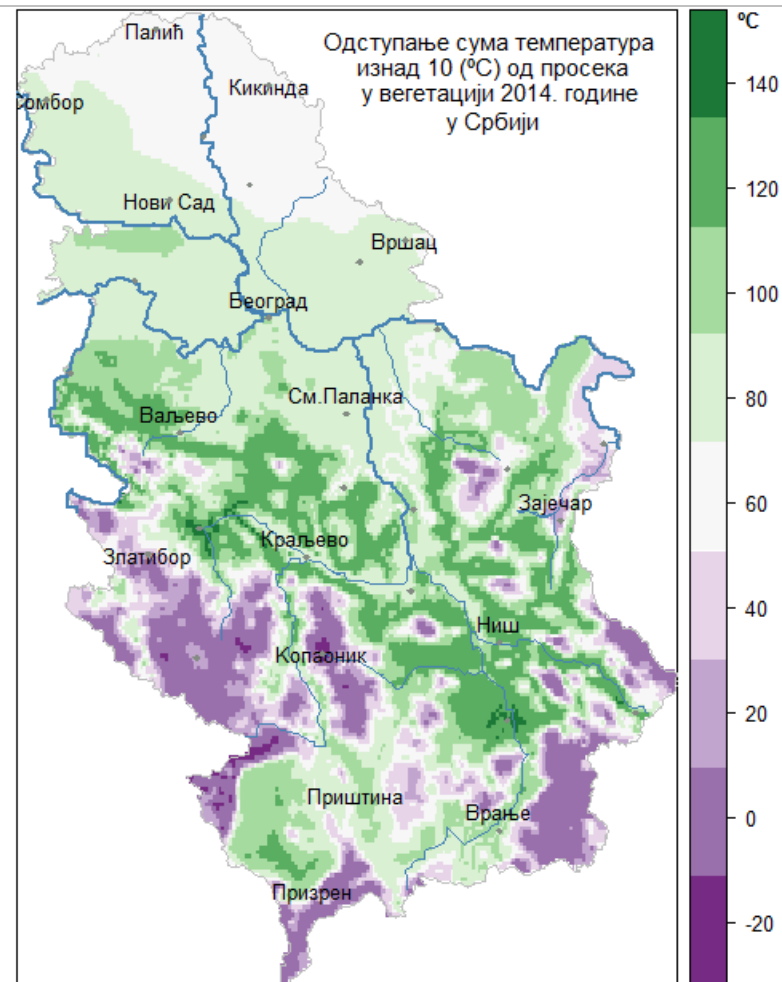 Одступање сума температура
изнад 10 (ºC) од просека
у вегетацији 2014. године
у Србији
ºC
140
120
100
80
60
40
20
0
-20
Палић
Кикинда
Сомбор
Нови Сад
Вршац
Београд
См.Паланка
Ваљево
Зајечар
Краљево
Златибор
Ниш
Копаоник
Приштина
Врање
Призрен